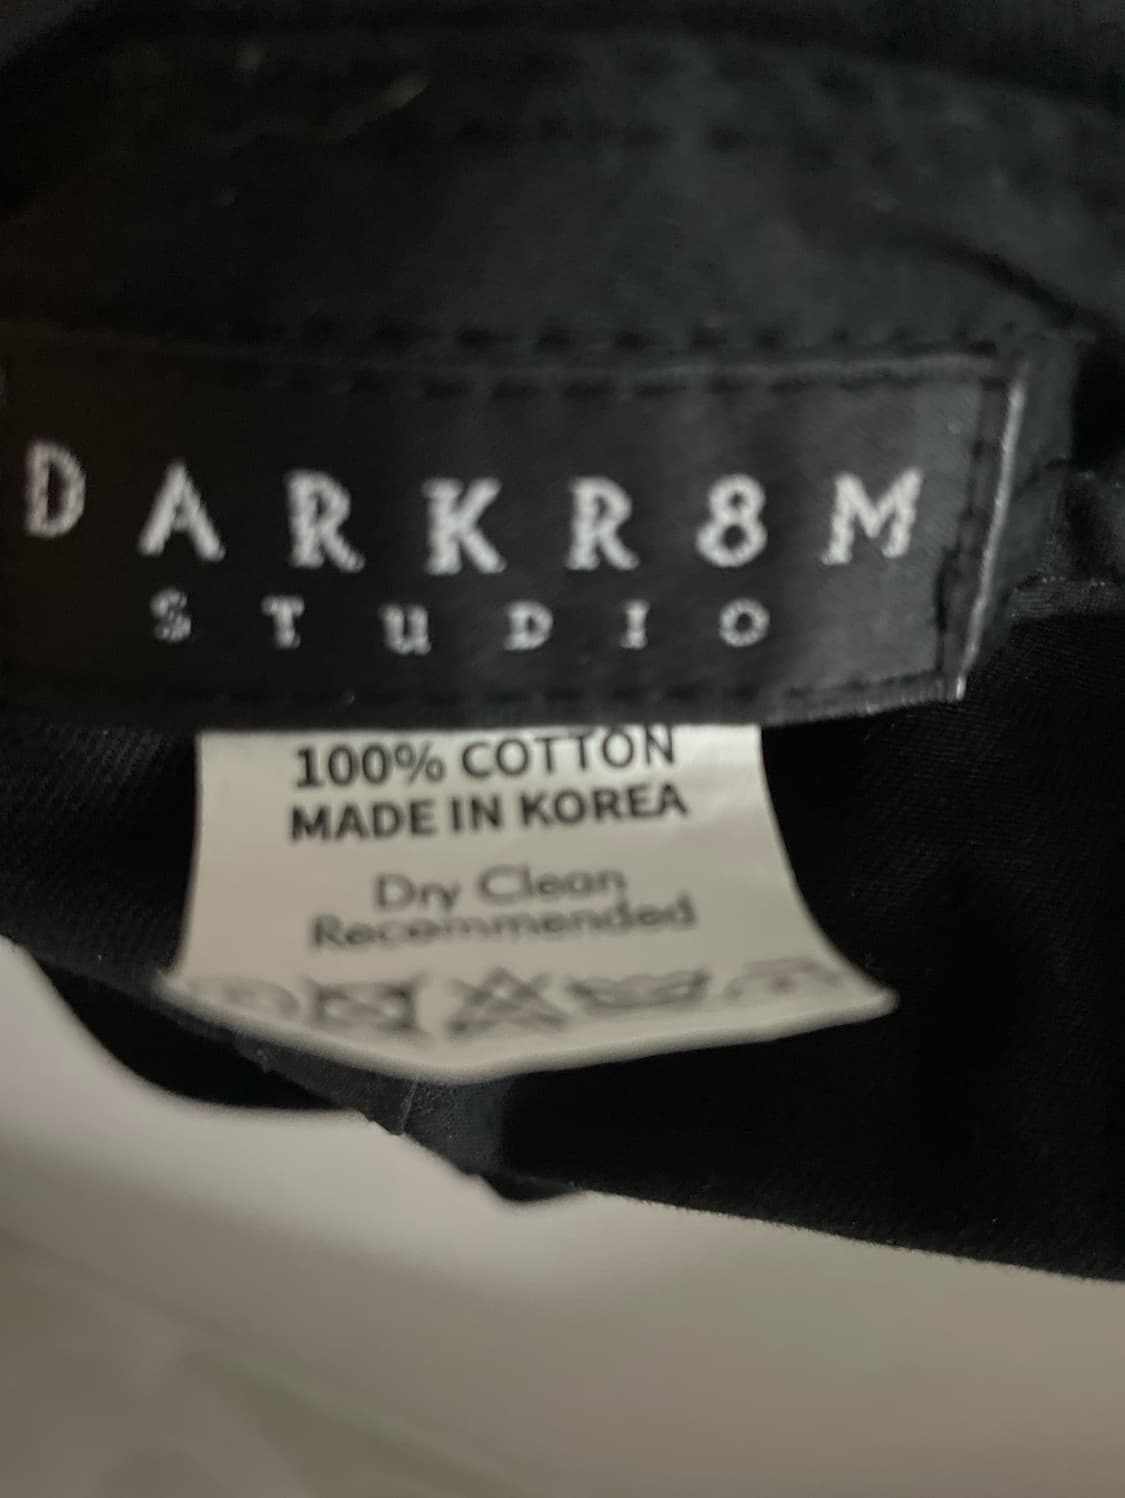 DARKR8M
STUDIO
100% COTTON
MADE IN KOREA
Dry Clean
Recommended